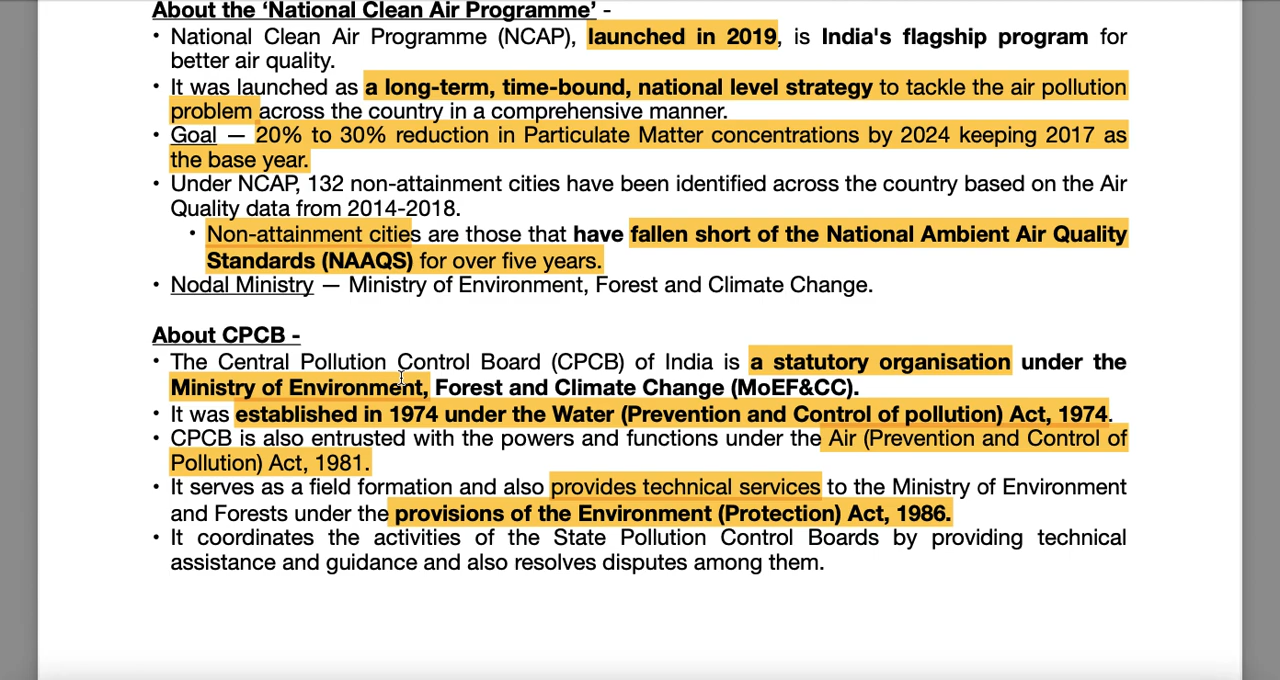 About the ‘National Clean Air Programme’ -
• National Clean Air Programme (NCAP), launched in 2019, is India's flagship program for
better air quality.
• It was launched as a long-term, time-bound, national level strategy to tackle the air pollution
problem across the country in a comprehensive manner.
• Goal — 20% to 30% reduction in Particulate Matter concentrations by 2024 keeping 2017 as
the base year.
• Under NCAP, 132 non-attainment cities have been identified across the country based on the Air
Quality data from 2014-2018.
• Non-attainment cities are those that have fallen short of the National Ambient Air Quality
Standards (NAAQS) for over five years.
• Nodal Ministry — Ministry of Environment, Forest and Climate Change.
About CPCB -
• The Central Pollution Control Board (CPCB) of India is a statutory organisation under the
Ministry of Environment, Forest and Climate Change (MoEF&CC).
• It was established in 1974 under the Water (Prevention and Control of pollution) Act, 1974.
• CPCB is also entrusted with the powers and functions under the Air (Prevention and Control of
Pollution) Act, 1981.
• It serves as a field formation and also provides technical services to the Ministry of Environment
and Forests under the provisions of the Environment (Protection) Act, 1986.
• It coordinates the activities of the State Pollution Control Boards by providing technical
assistance and guidance and also resolves disputes among them.